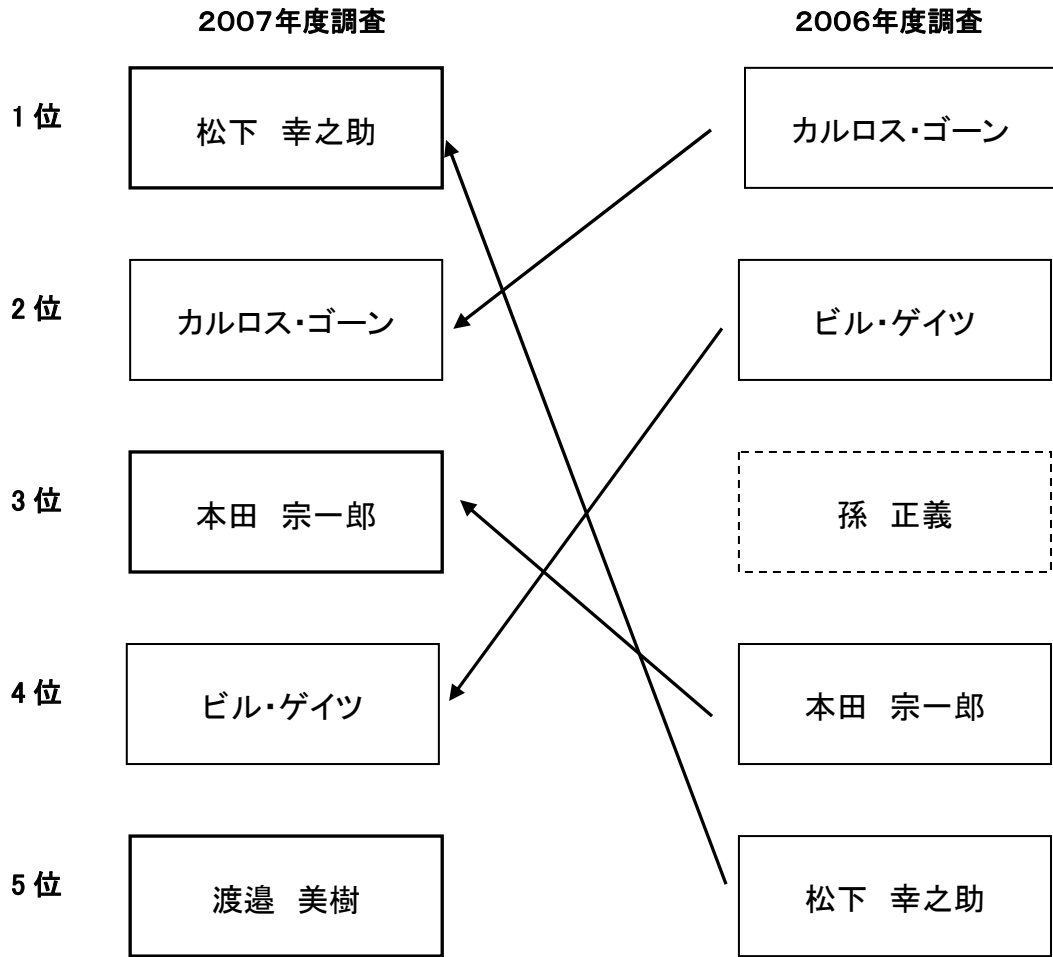 2007年度調査 2006年度調査
1位 松下 幸之助 カルロス・ゴーン
2位 カルロス・ゴーン ビル・ゲイツ
3位 本田 宗一郎 孫 正義
4位 ビル・ゲイツ 本田 宗一郎
5位 渡邉 美樹 松下 幸之助